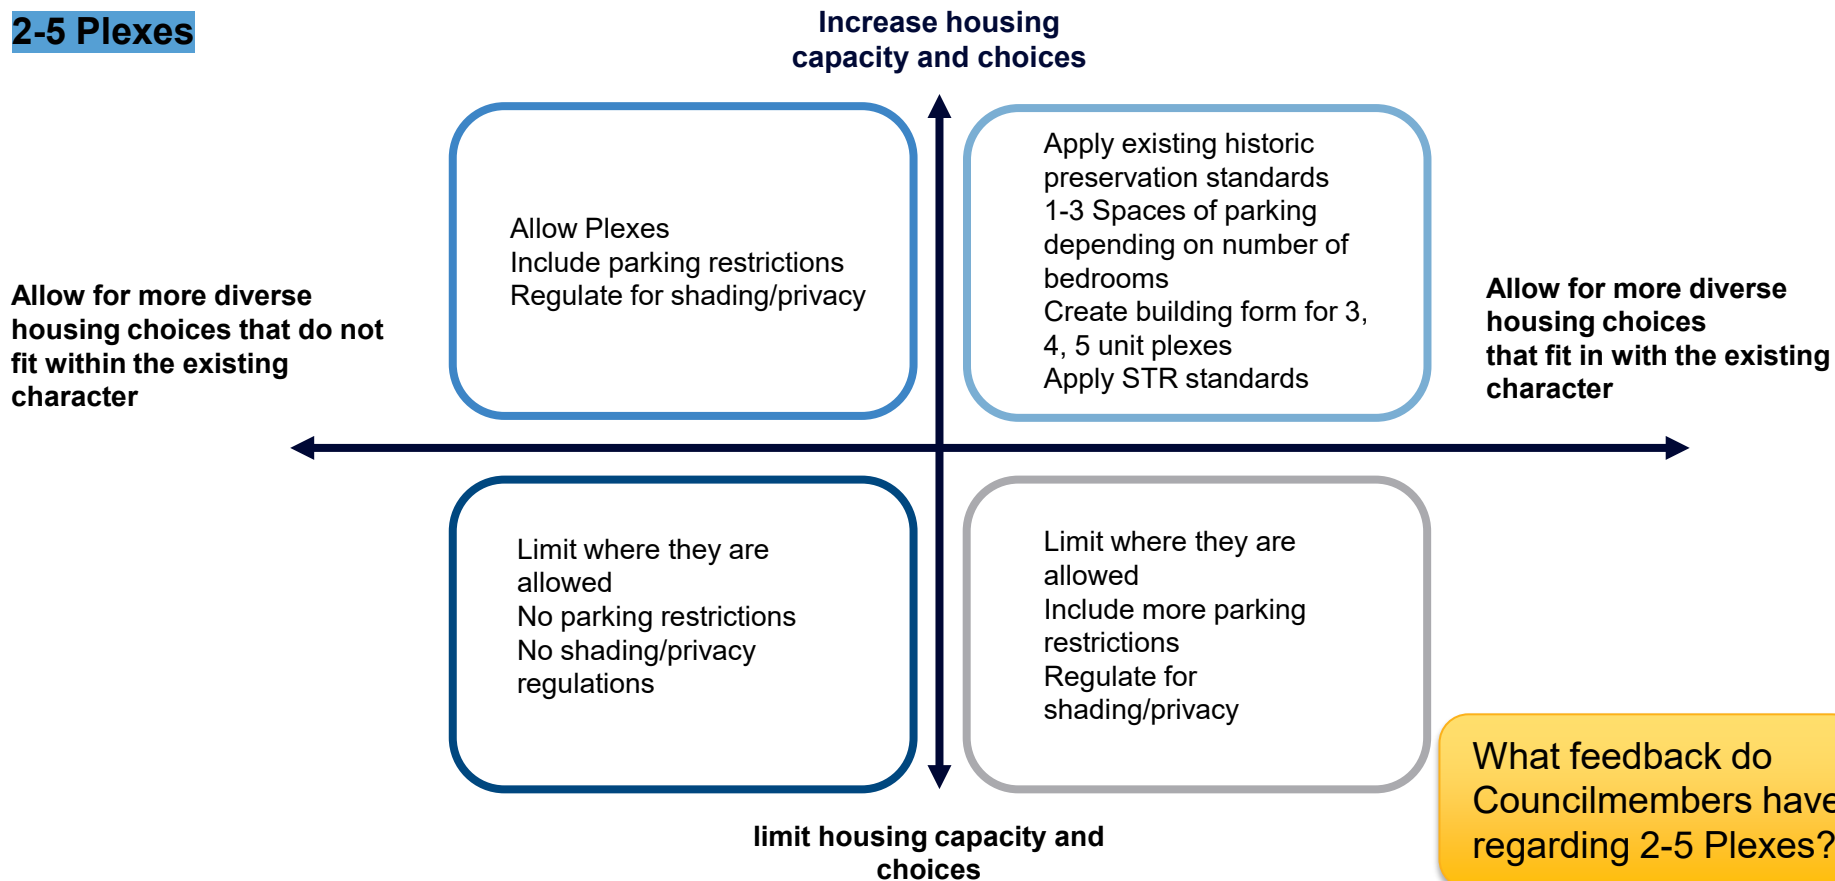 2-5 Plexes
Increase housing
capacity and choices
Allow Plexes
Include parking restrictions
Regulate for shading/privacy
Apply existing historic
preservation standards
1-3 Spaces of parking
depending on number of
bedrooms
Create building form for 3,
4, 5 unit plexes
Apply STR standards
Allow for more diverse
housing choices that do not
fit within the existing
character
Allow for more diverse
housing choices
that fit in with the existing
character
Limit where they are
allowed
No parking restrictions
No shading/privacy
regulations
Limit where they are
allowed
Include more parking
restrictions
Regulate for
shading/privacy
What feedback do
Councilmembers have
regarding 2-5 Plexes?
limit housing capacity and
choices